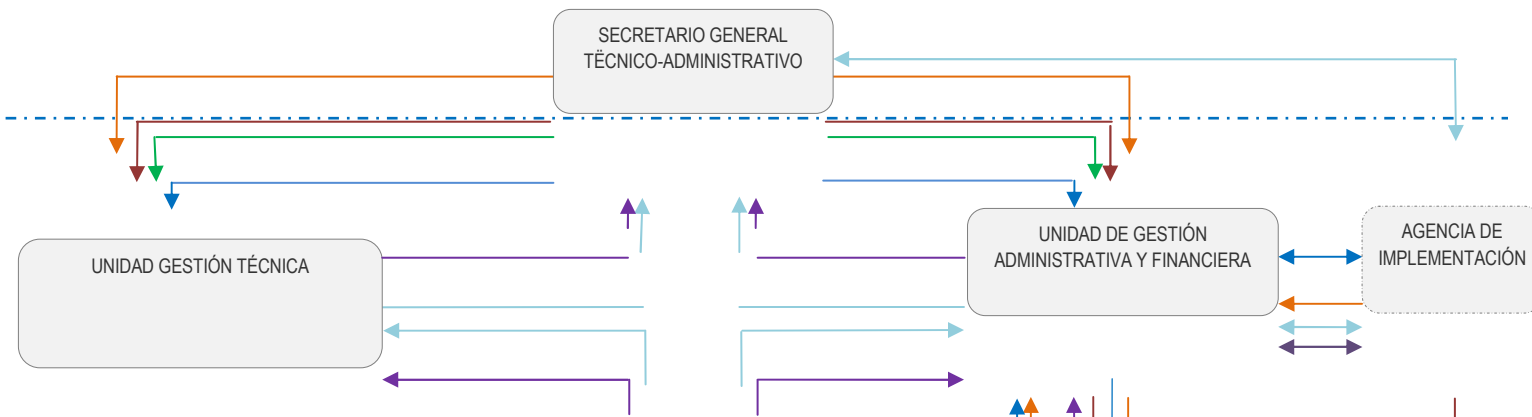 SECRETARIO GENERAL
TËCNICO-ADMINISTRATIVO
UNIDAD GESTIÓN TÉCNICA
UNIDAD DE GESTIÓN
ADMINISTRATIVA Y FINANCIERA
AGENCIA DE
IMPLEMENTACIÓN